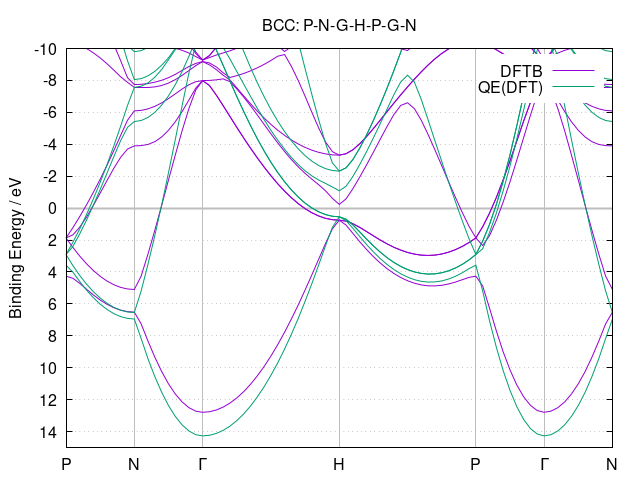 BCC: P-N-G-H-P-G-N
-10
-8
-6
-4
-2
0
2
4
6
8
10
12
14
Binding Energy / eV
DFTB
QE(DFT)
P N Γ H P Γ N